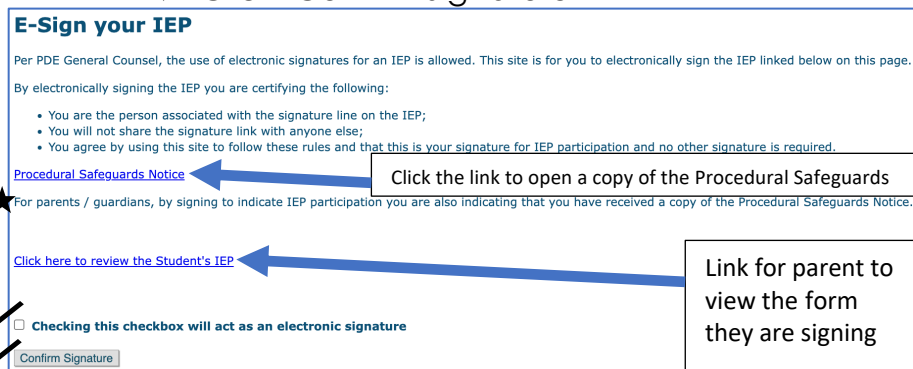 E-Sign your IEP
Per PDE General Counsel, the use of electronic signatures for an IEP is allowed. This site is for you to electronically sign the IEP linked below on this page.
By electronically signing the IEP you are certifying the following:
• You are the person associated with the signature line on the IEP;
• You will not share the signature link with anyone else;
• You agree by using this site to follow these rules and that this is your signature for IEP participation and no other signature is required.
Procedural Safeguards Notice
Click the link to open a copy of the Procedural Safeguards
For parents / guardians, by signing to indicate IEP participation you are also indicating that you have received a copy of the Procedural Safeguards Notice.
Click here to review the Student's IEP
Link for parent to
view the form
they are signing
Checking this checkbox will act as an electronic signature
Confirm Signature